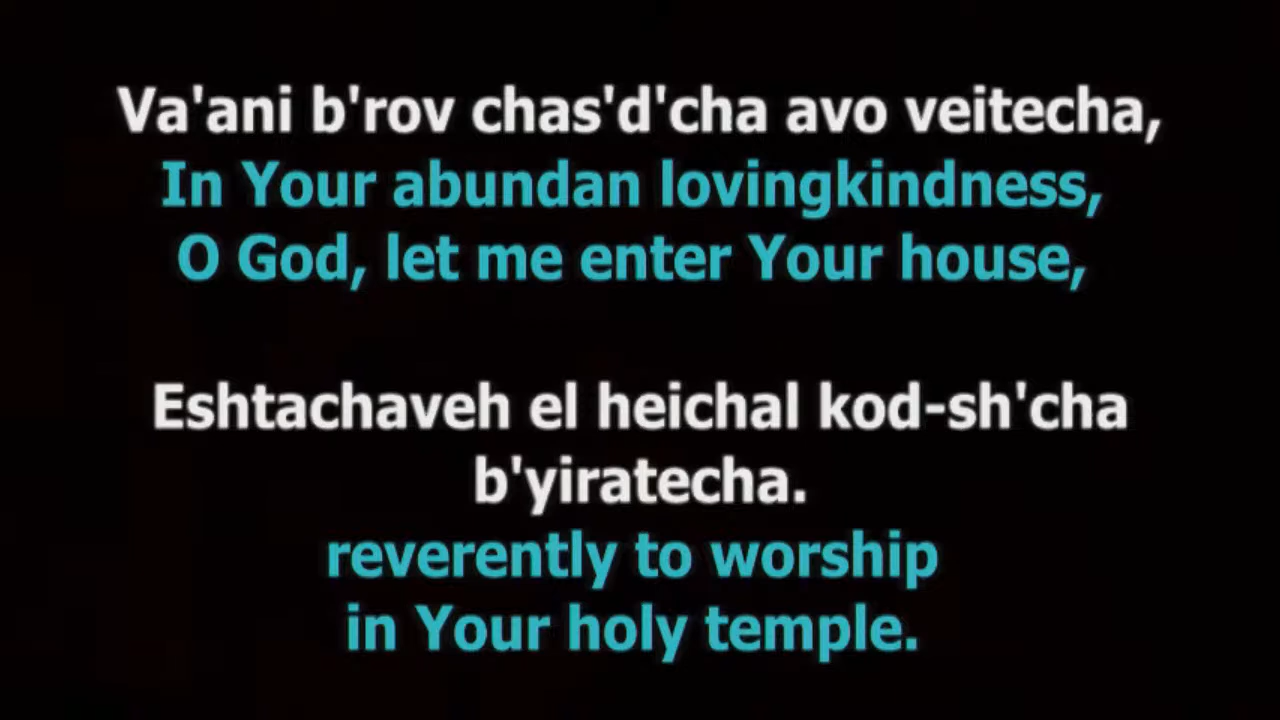 Va'ani b'rov chas'd'cha avo veitecha,
In Your abundan lovingkindness,
O God, let me enter Your house,
Eshtachaveh el heichal kod-sh'cha
b'yiratecha.
reverently to worship
in Your holy temple.